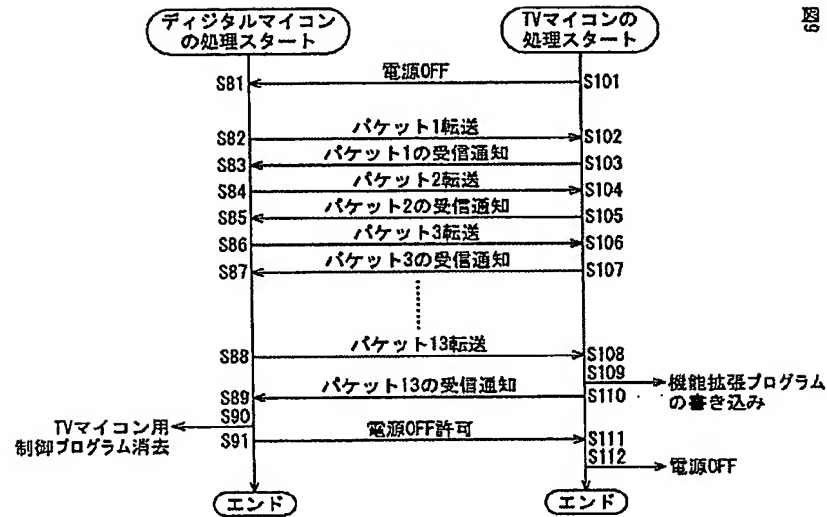 図9
ディジタルマイコン
の処理スタート
TVマイコンの
処理スタート
S81
電源OFF
S101
S82
パケット1転送
S102
S83
パケット1の受信通知
S103
S84
パケット2転送
S104
S85
パケット2の受信通知
S105
S86
パケット3転送
S106
S87
パケット3の受信通知
S107
S88
パケット13転送
S108
S109
機能拡張プログラム
の書き込み
S89
パケット13の受信通知
S110
S90
TVマイコン用
制御プログラム消去
S91
電源OFF許可
S111
S112
電源OFF
エンド
エンド